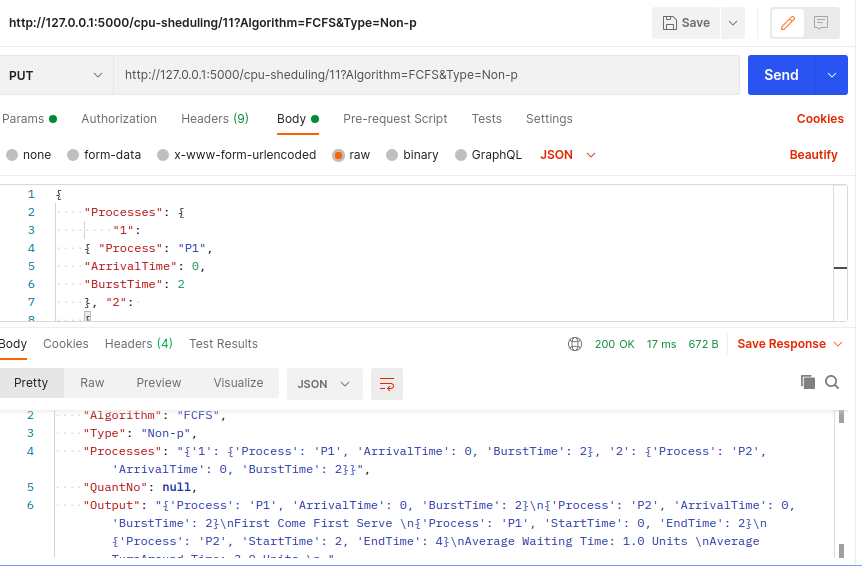 http://127.0.0.1:5000/cpu-sheduling/11?Algorithm=FCFS&Type=Non-p
Save
PUT
http://127.0.0.1:5000/cpu-sheduling/11?Algorithm=FCFS&Type=Non-p
Send
Params Authorization Headers (9) Body Pre-request Script Tests Settings Cookies
none form-data x-www-form-urlencoded raw binary GraphQL JSON Beautify
1 {
2 "Processes": {
3 "1":
4 { "Process": "P1",
5 "ArrivalTime": 0,
6 "BurstTime": 2
7 }, "2":
8 {
Body Cookies Headers (4) Test Results 200 OK 17 ms 672 B Save Response
Pretty Raw Preview Visualize JSON
2 "Algorithm": "FCFS",
3 "Type": "Non-p",
4 "Processes": "{'1': {'Process': 'P1', 'ArrivalTime': 0, 'BurstTime': 2}, '2': {'Process': 'P2',
'ArrivalTime': 0, 'BurstTime': 2}}",
5 "QuantNo": null,
6 "Output": "{'Process': 'P1', 'ArrivalTime': 0, 'BurstTime': 2}\n{'Process': 'P2', 'ArrivalTime': 0,
'BurstTime': 2}\nFirst Come First Serve \n{'Process': 'P1', 'StartTime': 0, 'EndTime': 2}\n
{'Process': 'P2', 'StartTime': 2, 'EndTime': 4}\nAverage Waiting Time: 1.0 Units \nAverage
TurnAround Time: 3.0 Units \n "